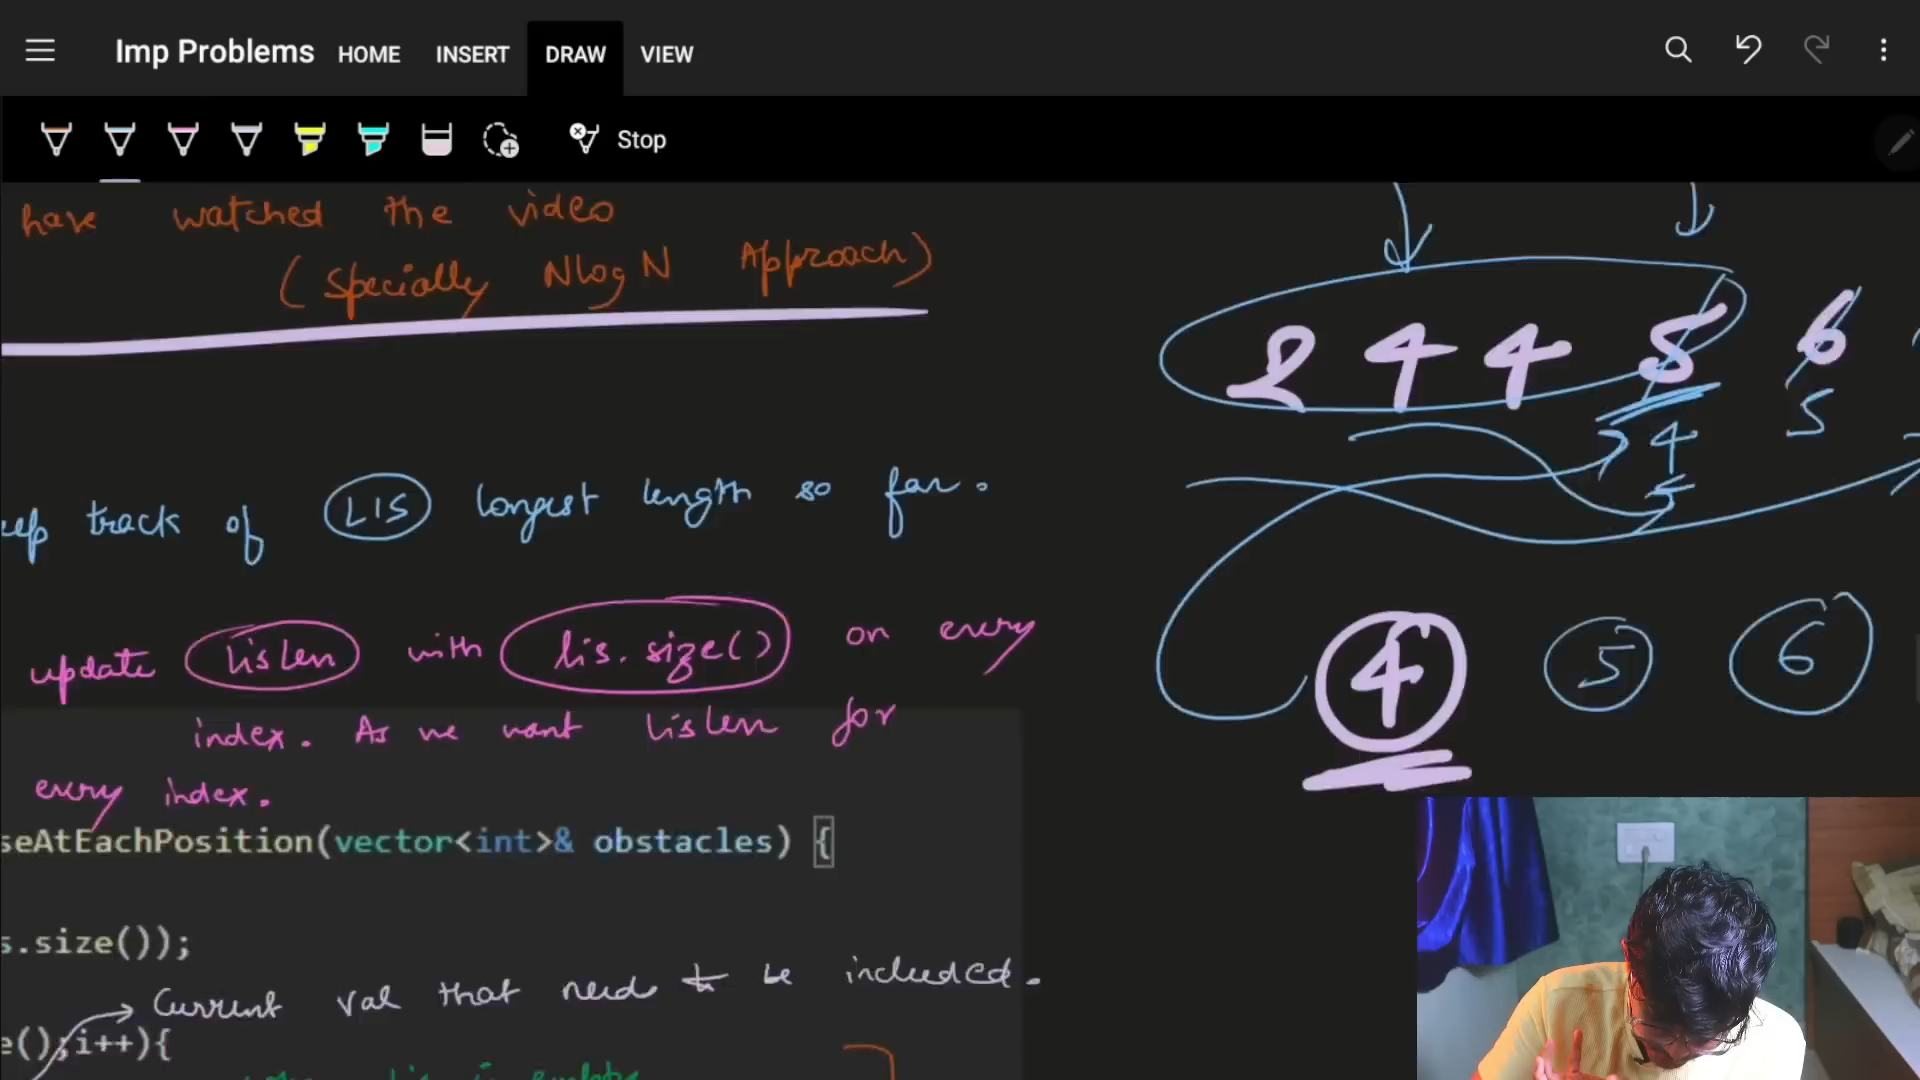 Imp Problems HOME INSERT DRAW VIEW
Stop
have watched the video
(Specially NlogN Approach)
2 4 4 5 6
4 5
5
eep track of LIS longest length so far.
update lislen with lis.size() on every
index. As we want lislen for
every index.
4 5 6
seAtEachPosition(vector<int>& obstacles) {
s.size());
Current val that needs to be included.
e();i++){